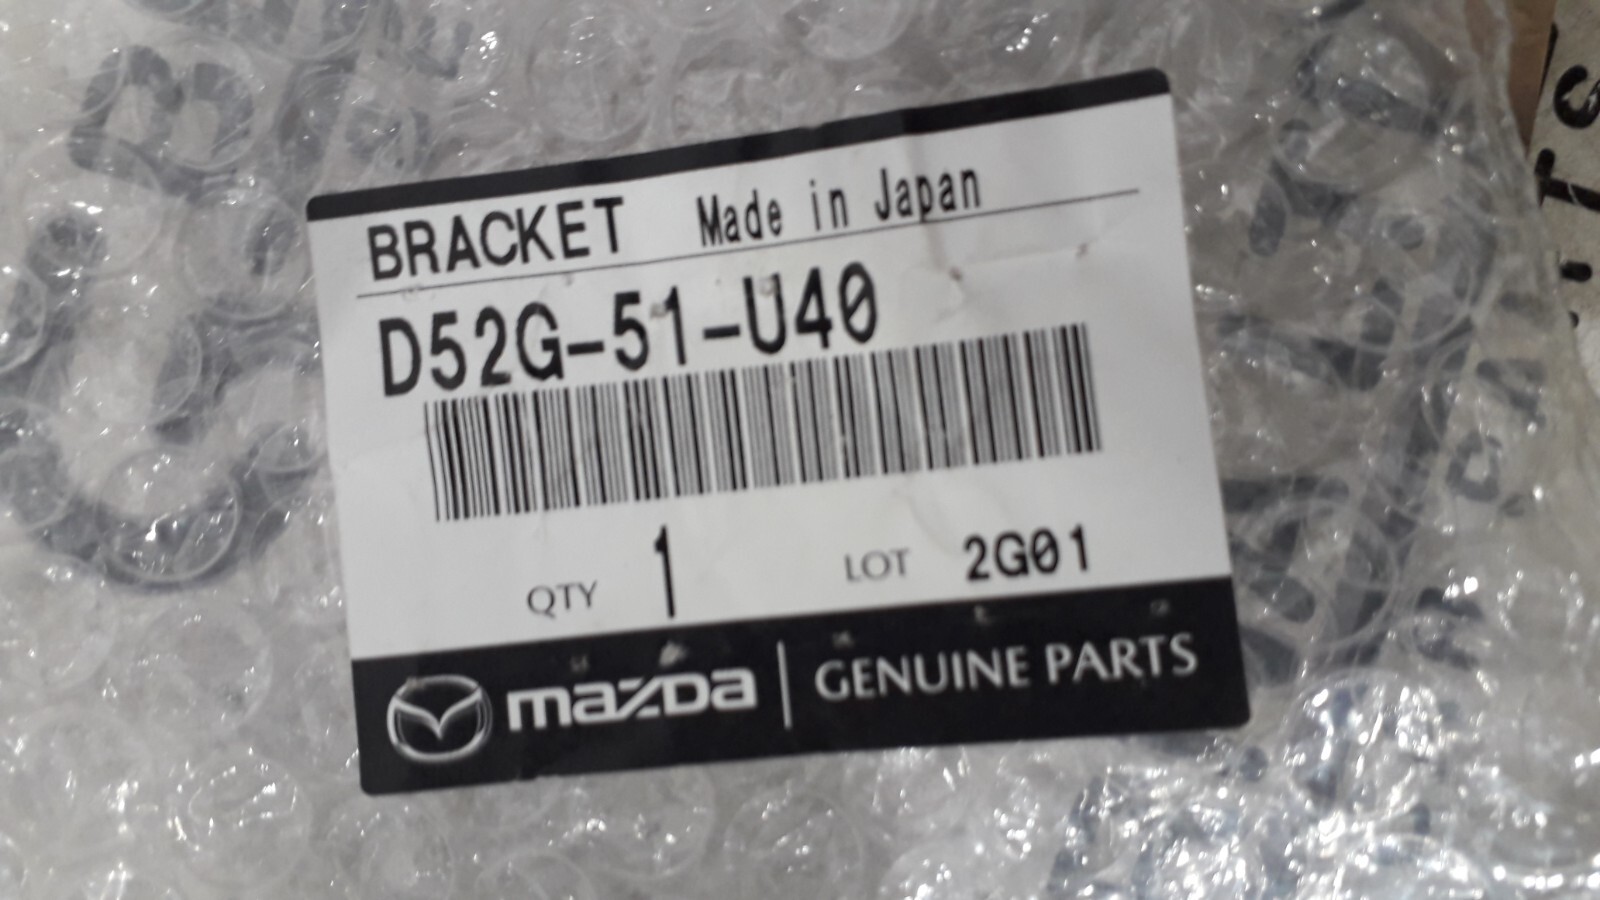 BRACKET Made in Japan
D52G-51-U40
QTY 1 LOT 2G01
mazda GENUINE PARTS